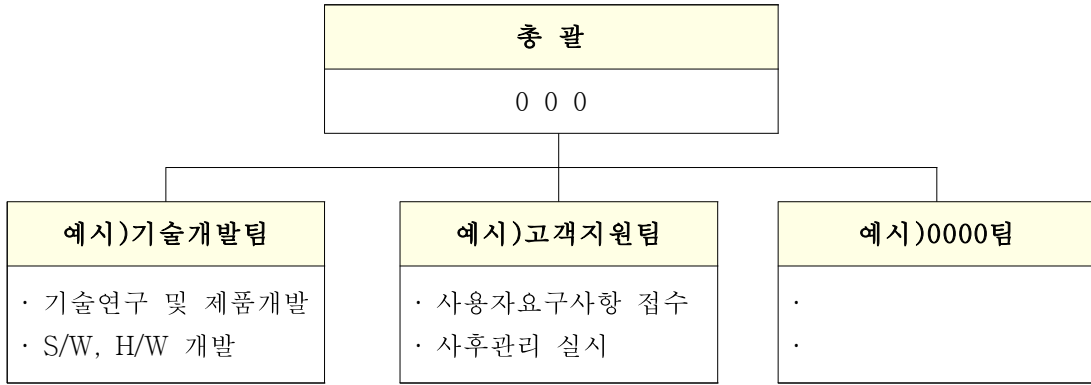 총 괄
0 0 0
예시)기술개발팀
· 기술연구 및 제품개발
· S/W, H/W 개발
예시)고객지원팀
· 사용자요구사항 접수
· 사후관리 실시
예시)0000팀
·
·